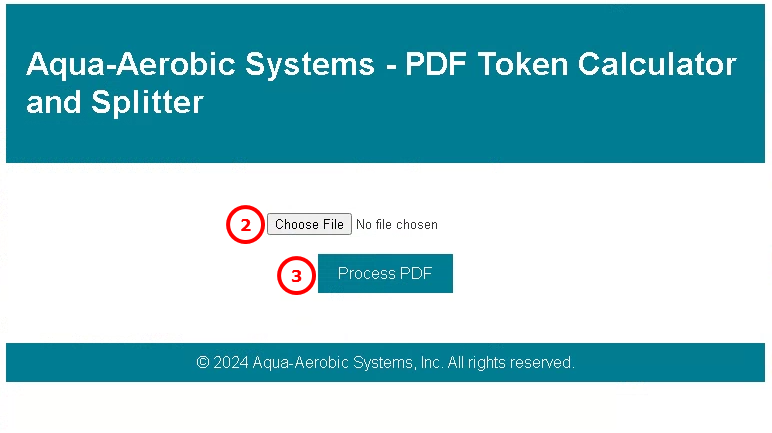 Aqua-Aerobic Systems - PDF Token Calculator
and Splitter
2 Choose File No file chosen
3 Process PDF
© 2024 Aqua-Aerobic Systems, Inc. All rights reserved.